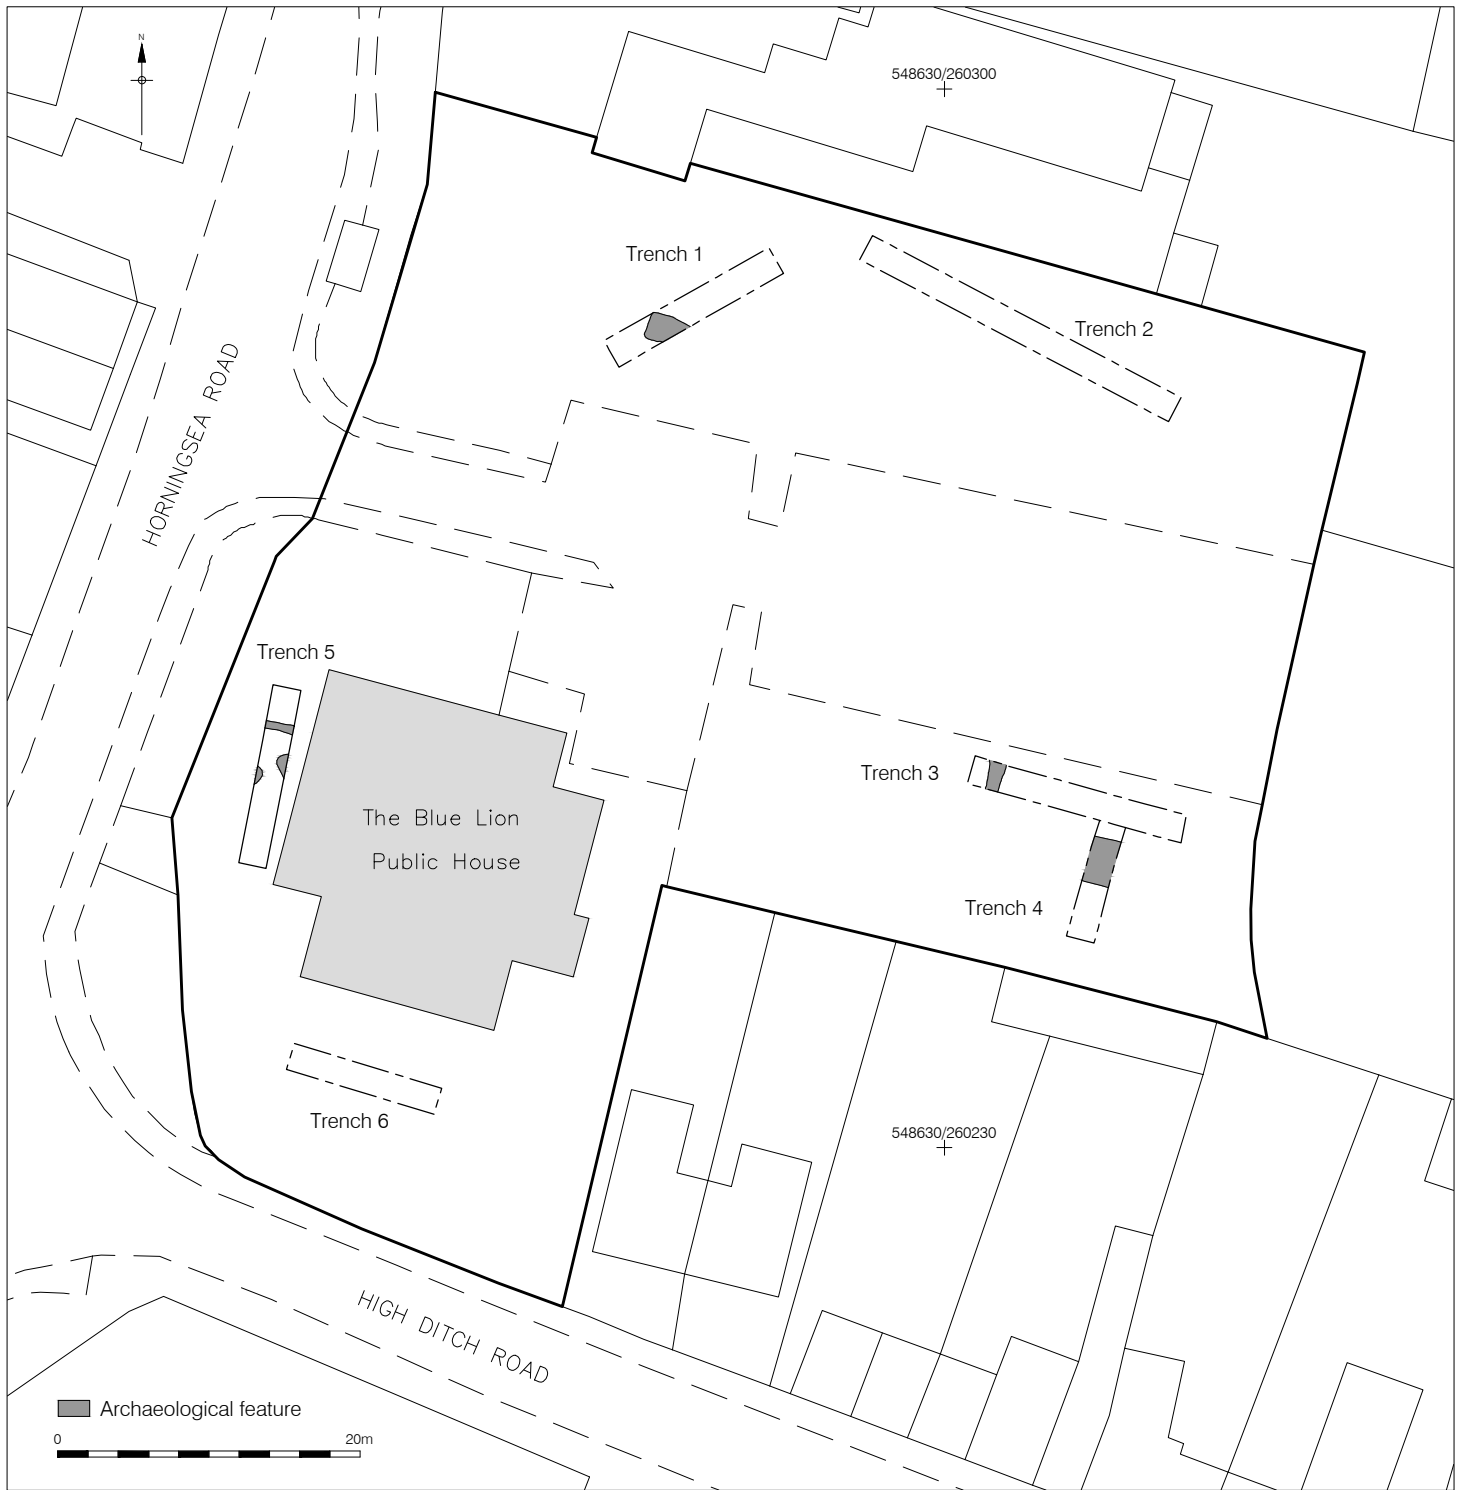 N
548630/260300
Trench 1
Trench 2
HORNINGSEA ROAD
Trench 5
Trench 3
The Blue Lion
Public House
Trench 4
Trench 6
548630/260230
HIGH DITCH ROAD
Archaeological feature
0 20m